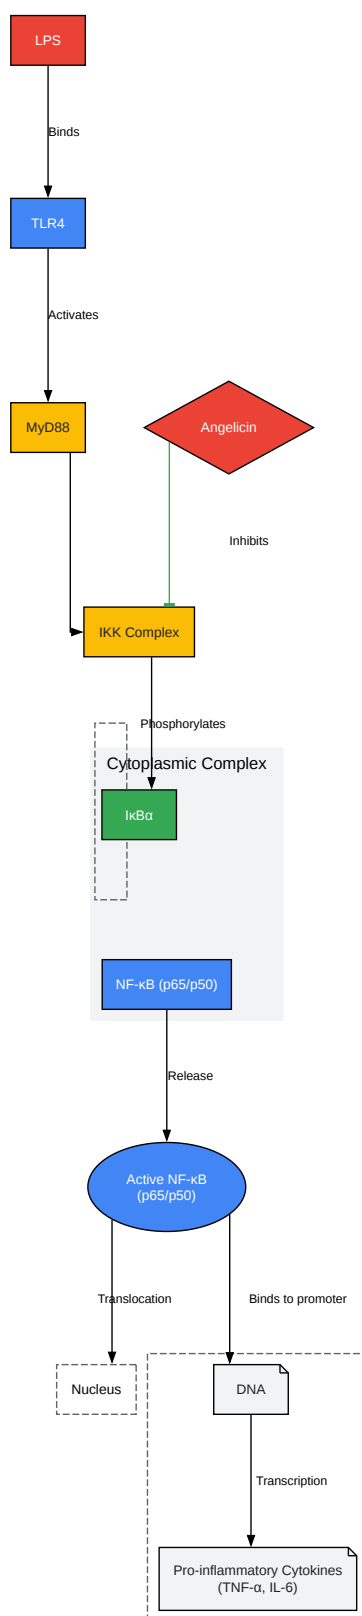 LPS
Binds
TLR4
Activates
MyD88
Angelicin
Inhibits
IKK Complex
Phosphorylates
Cytoplasmic Complex
IκBα
NF-κB (p65/p50)
Release
Active NF-κB
(p65/p50)
Translocation
Binds to promoter
Nucleus
DNA
Transcription
Pro-inflammatory Cytokines
(TNF-α, IL-6)